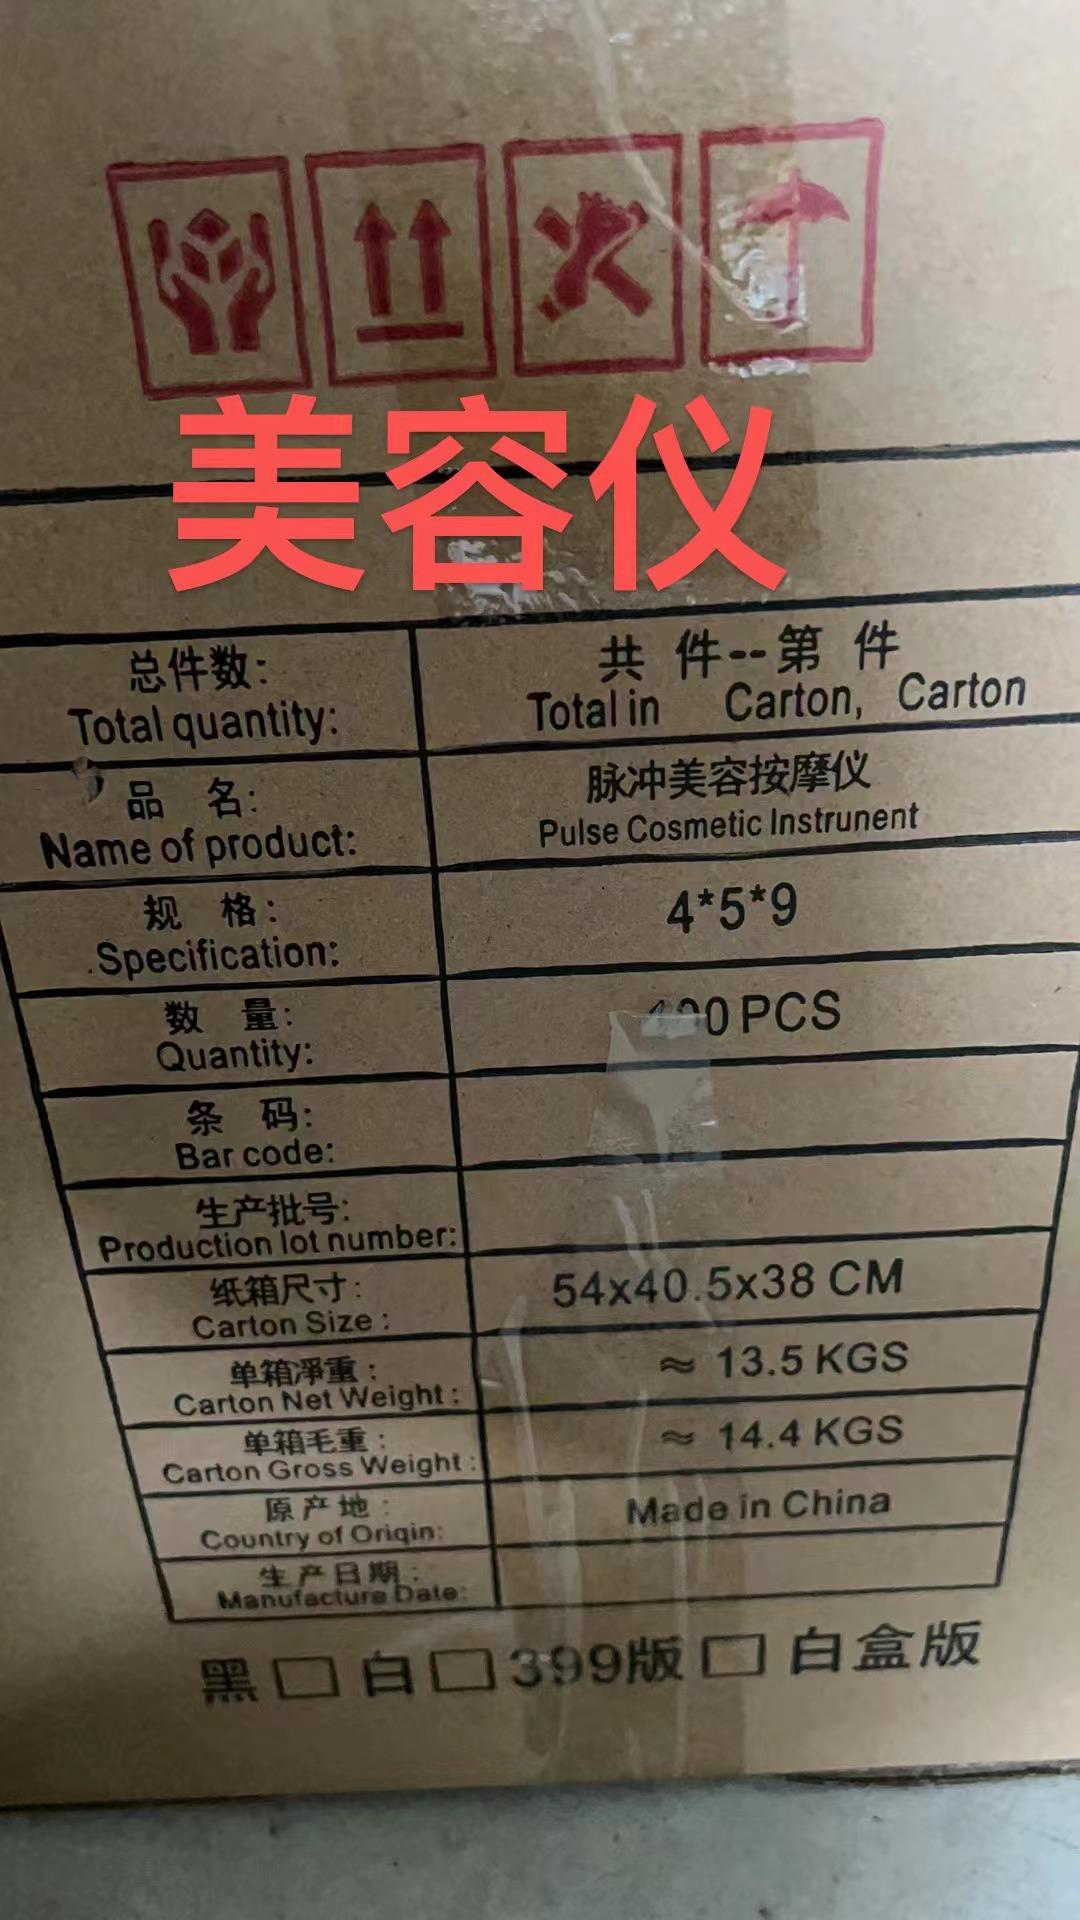 美容仪
总件数:
Total quantity:
共 件--第 件
Total in Carton, Carton
品 名:
Name of product:
脉冲美容按摩仪
Pulse Cosmetic Instrunent
规 格:
Specification:
4*5*9
数 量:
Quantity:
PCS
条 码:
Bar code:
生产批号:
Production lot number:
纸箱尺寸:
Carton Size:
54x40.5x38 CM
单箱凈重:
Carton Net Weight:
≈ 13.5 KGS
单箱毛重:
Carton Gross Weight:
≈ 14.4 KGS
原产地:
Country of Origin:
Made in China
生产日期:
Manufacture Date:
黑□ 白□ 399版□ 白盒版